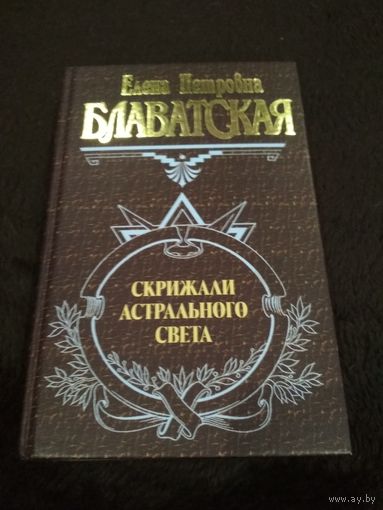 Елена Петровна
БЛАВАТСКАЯ
СКРИЖАЛИ
АСТРАЛЬНОГО
СВЕТА
www.ay.by